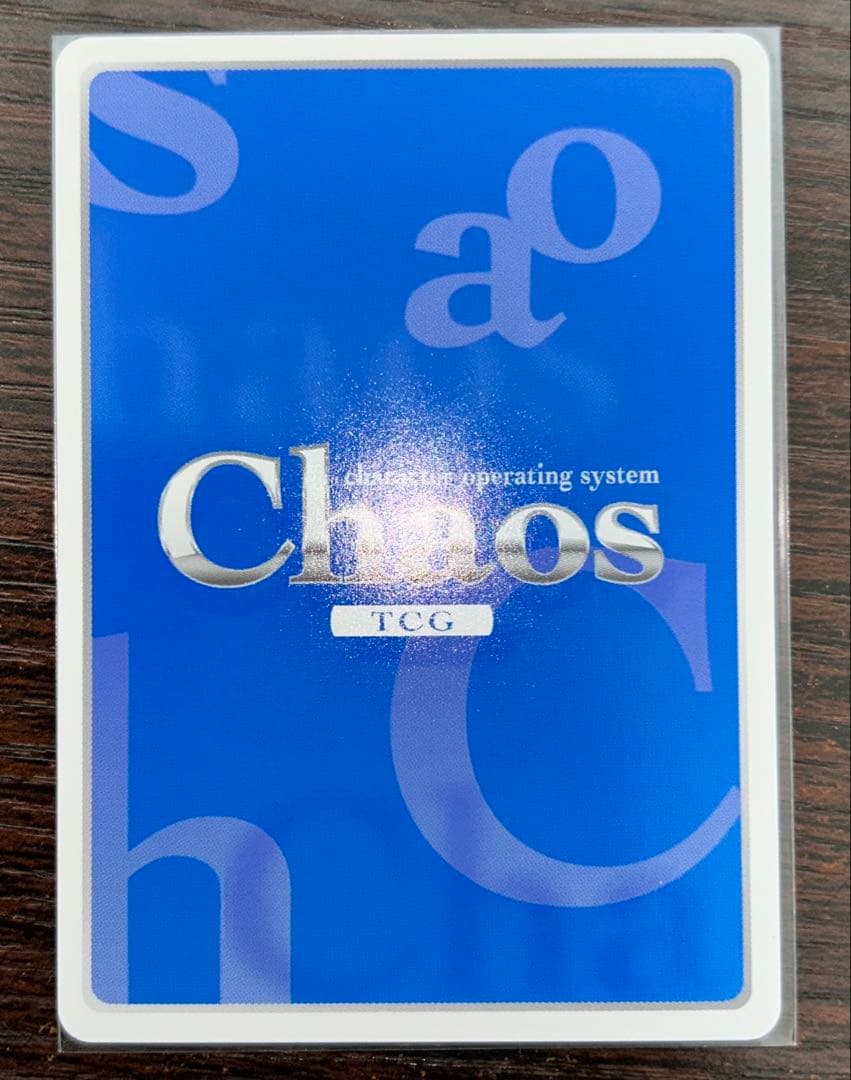 s
a o
character operating system
Chaos
TCG
C
h